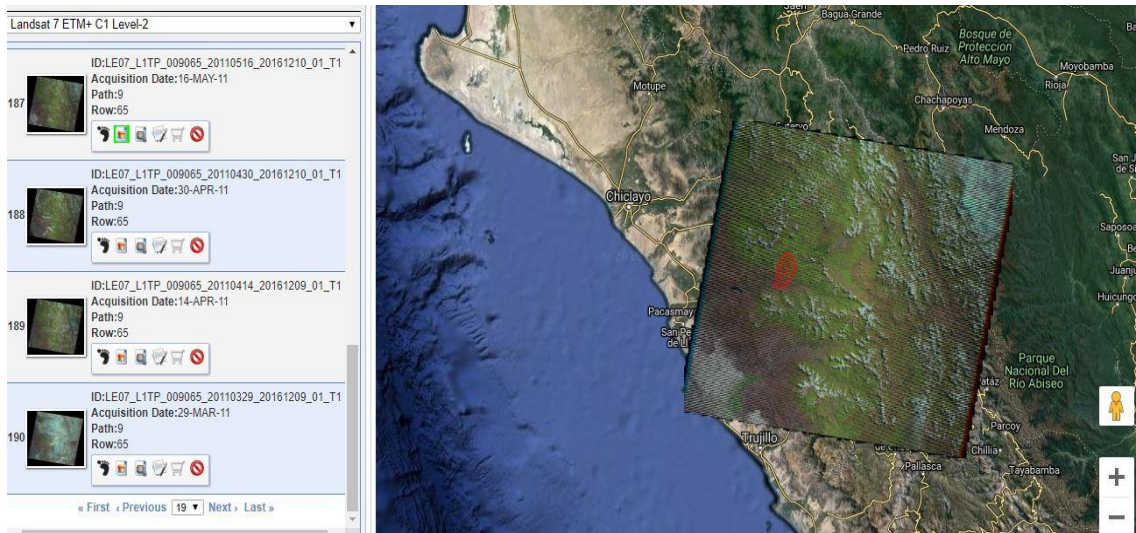 Landsat 7 ETM+ C1 Level-2
187
ID:LE07_L1TP_009065_20110516_20161210_01_T1
Acquisition Date:16-MAY-11
Path:9
Row:65
188
ID:LE07_L1TP_009065_20110430_20161210_01_T1
Acquisition Date:30-APR-11
Path:9
Row:65
189
ID:LE07_L1TP_009065_20110414_20161209_01_T1
Acquisition Date:14-APR-11
Path:9
Row:65
190
ID:LE07_L1TP_009065_20110329_20161209_01_T1
Acquisition Date:29-MAR-11
Path:9
Row:65
« First ‹ Previous 19 Next › Last »
Jaén
Bagua Grande
Bosque de
Protección
Alto Mayo
Pedro Ruiz
Moyobamba
Rioja
Motupe
Chachapoyas
Mendoza
Chiclayo
Saposoa
Juanju
Huicungo
Pacasmayo
San Pe
de Ll
Parque
Nacional Del
Río Abiseo
Parcoy
Trujillo
Chillia
Pallasca
Tayabamba